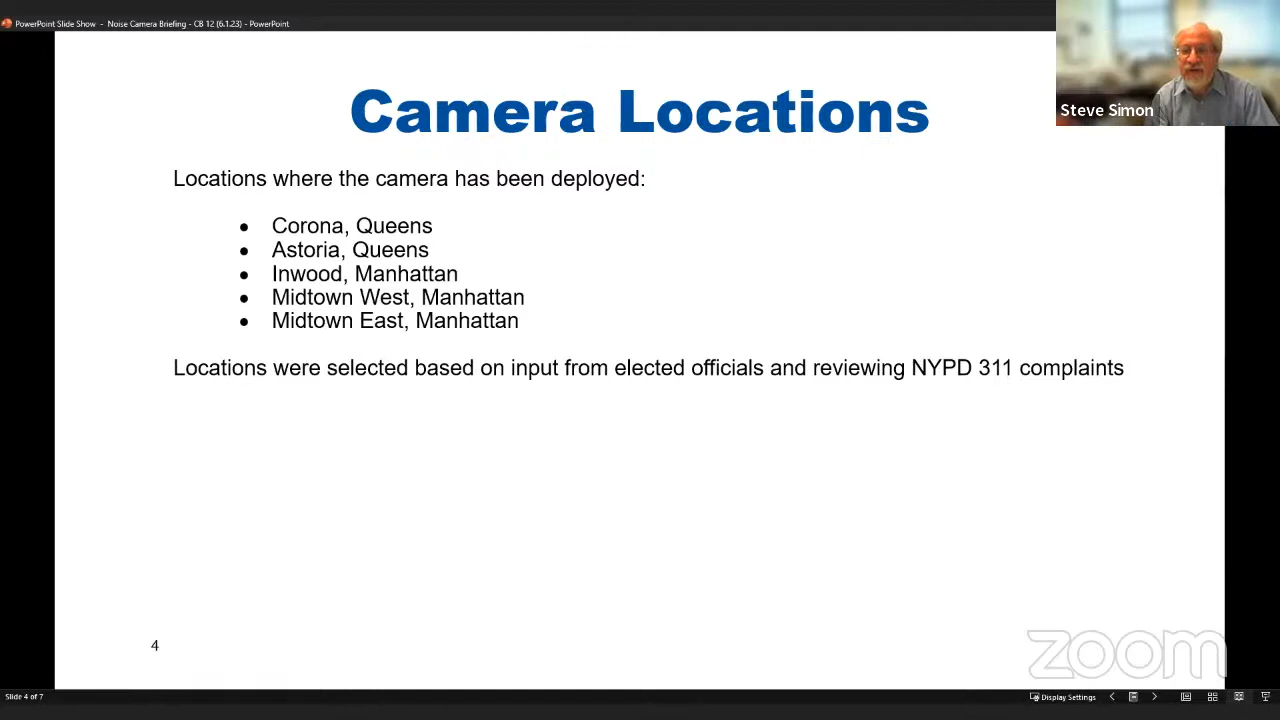 PowerPoint Slide Show - Noise Camera Briefing - CB 12 (6.1.23) - PowerPoint
Steve Simon
Camera Locations
Locations where the camera has been deployed:
• Corona, Queens
• Astoria, Queens
• Inwood, Manhattan
• Midtown West, Manhattan
• Midtown East, Manhattan
Locations were selected based on input from elected officials and reviewing NYPD 311 complaints
4
zoom
Slide 4 of 7
Display Settings